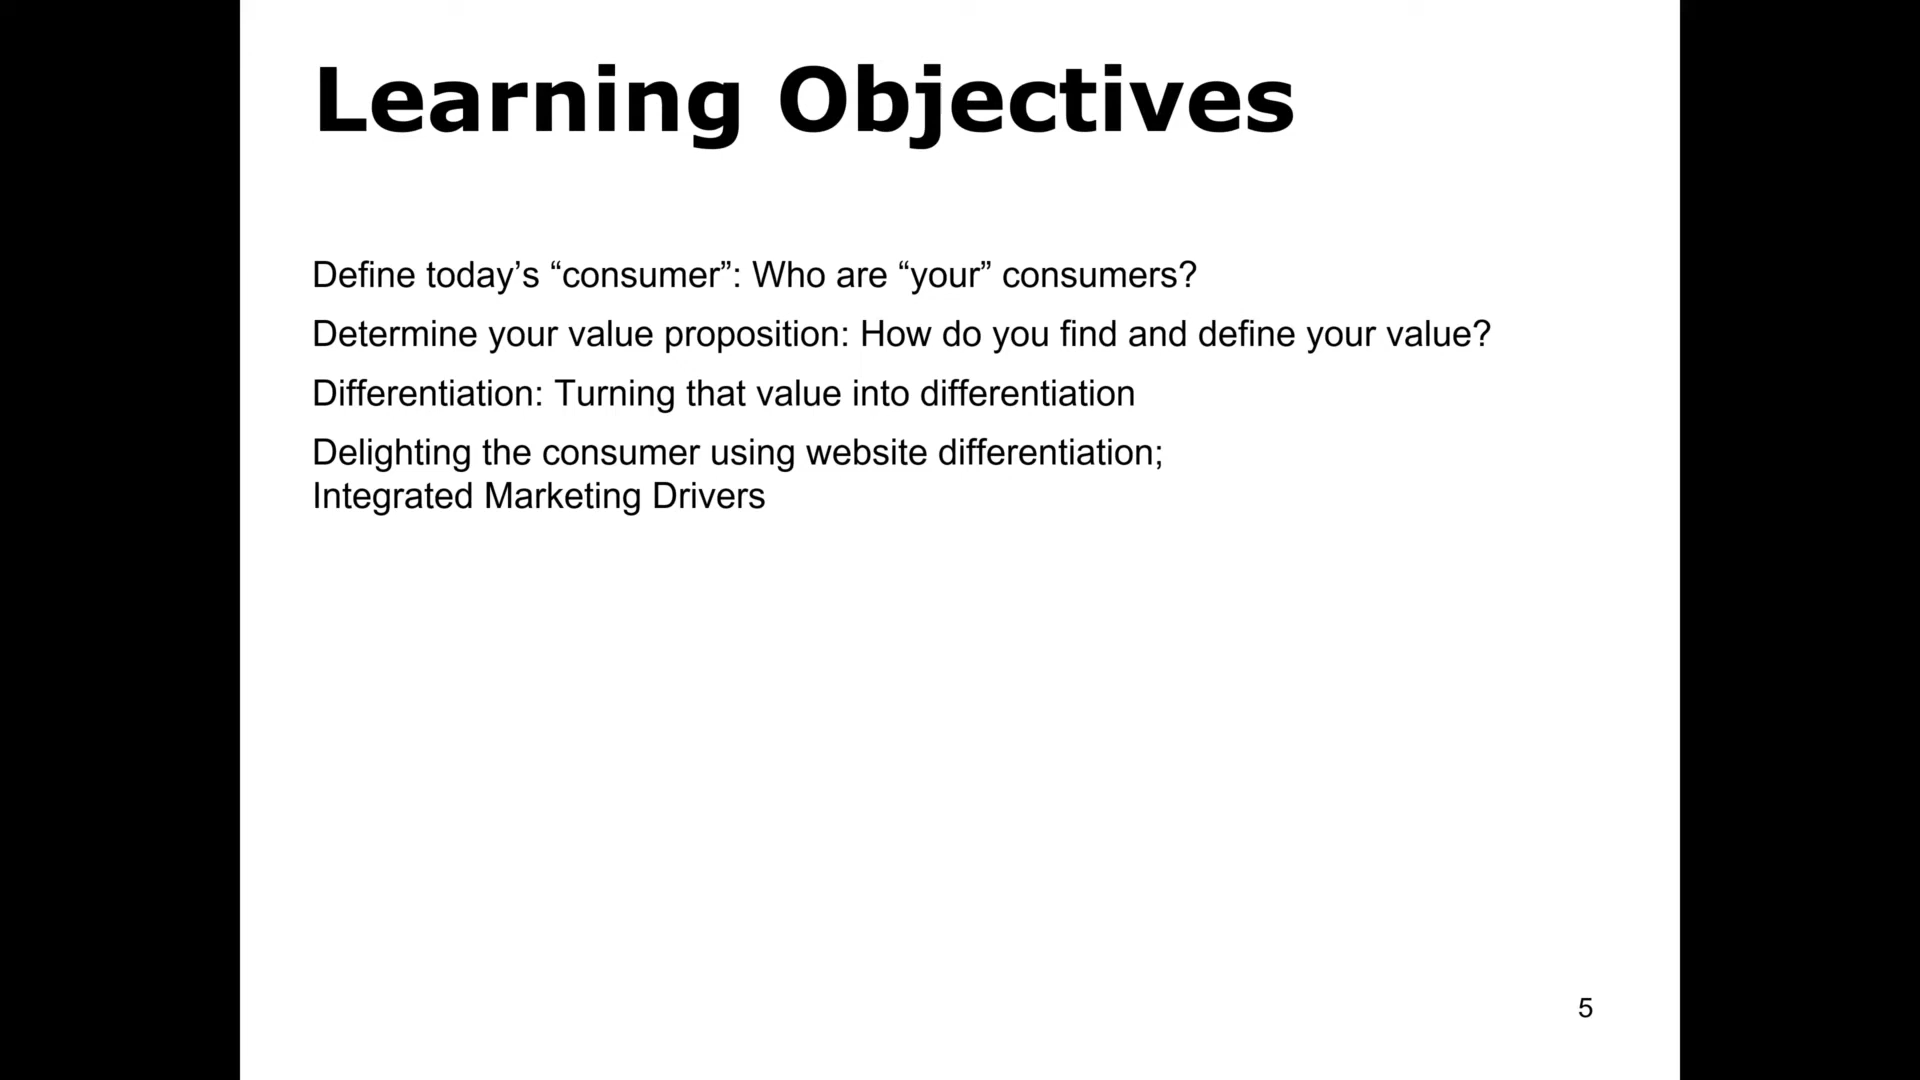 Learning Objectives
Define today’s “consumer”: Who are “your” consumers?
Determine your value proposition: How do you find and define your value?
Differentiation: Turning that value into differentiation
Delighting the consumer using website differentiation;
Integrated Marketing Drivers
5